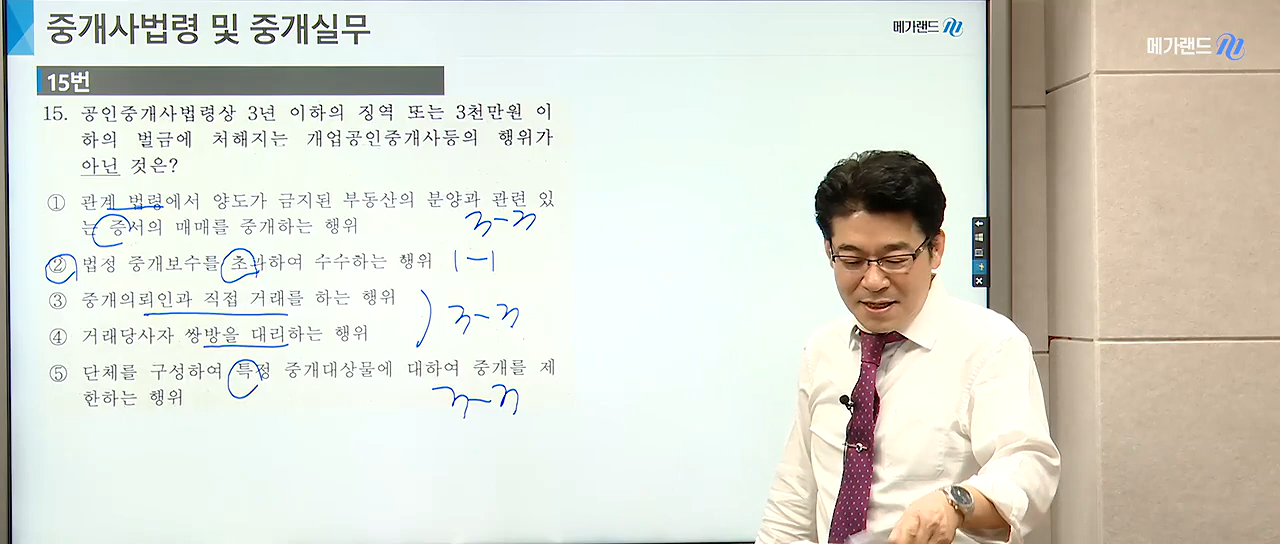 중개사법령 및 중개실무
메가랜드
메가랜드
15번
15. 공인중개사법령상 3년 이하의 징역 또는 3천만원 이
하의 벌금에 처해지는 개업공인중개사등의 행위가
아닌 것은?
① 관계 법령에서 양도가 금지된 부동산의 분양과 관련 있
는 증서의 매매를 중개하는 행위
3-3
② 법정 중개보수를 초과하여 수수하는 행위 1-1
③ 중개의뢰인과 직접 거래를 하는 행위
3-3
④ 거래당사자 쌍방을 대리하는 행위
⑤ 단체를 구성하여 특정 중개대상물에 대하여 중개를 제
한하는 행위
3-3